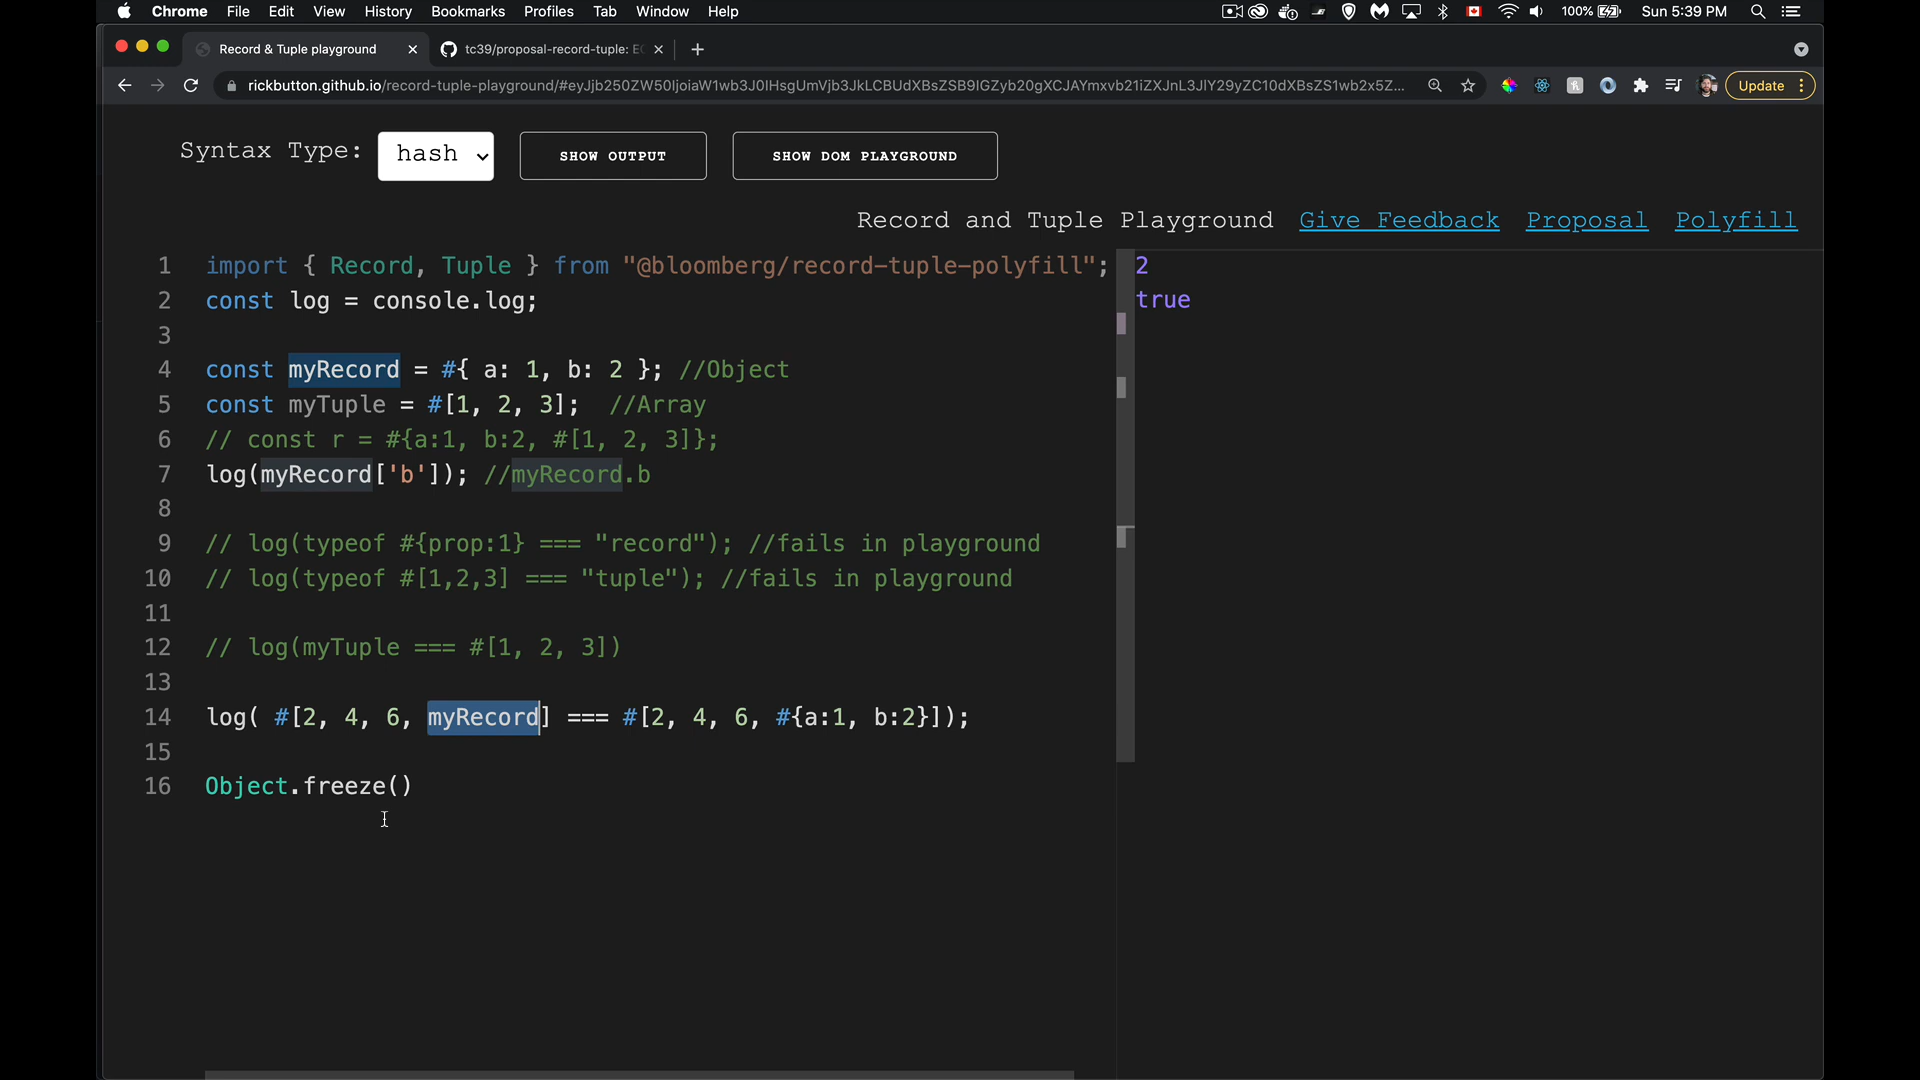 Chrome File Edit View History Bookmarks Profiles Tab Window Help 100% Sun 5:39 PM
Record & Tuple playground tc39/proposal-record-tuple: EC
rickbutton.github.io/record-tuple-playground/#eyJjb250ZW50IjoiaW1wb3J0IHsgUmVjb3JkLCBUdXBsZSB9IGZyb20gXCJAYmxvb21iZXJnL3JlY29yZC10dXBsZS1wb2x5Z... Update
Syntax Type: hash SHOW OUTPUT SHOW DOM PLAYGROUND
Record and Tuple Playground Give Feedback Proposal Polyfill
1 import { Record, Tuple } from "@bloomberg/record-tuple-polyfill"; 2
2 const log = console.log; true
3
4 const myRecord = #{ a: 1, b: 2 }; //Object
5 const myTuple = #[1, 2, 3]; //Array
6 // const r = #{a:1, b:2, #[1, 2, 3]};
7 log(myRecord['b']); //myRecord.b
8
9 // log(typeof #{prop:1} === "record"); //fails in playground
10 // log(typeof #[1,2,3] === "tuple"); //fails in playground
11
12 // log(myTuple === #[1, 2, 3])
13
14 log( #[2, 4, 6, myRecord] === #[2, 4, 6, #{a:1, b:2}]);
15
16 Object.freeze()